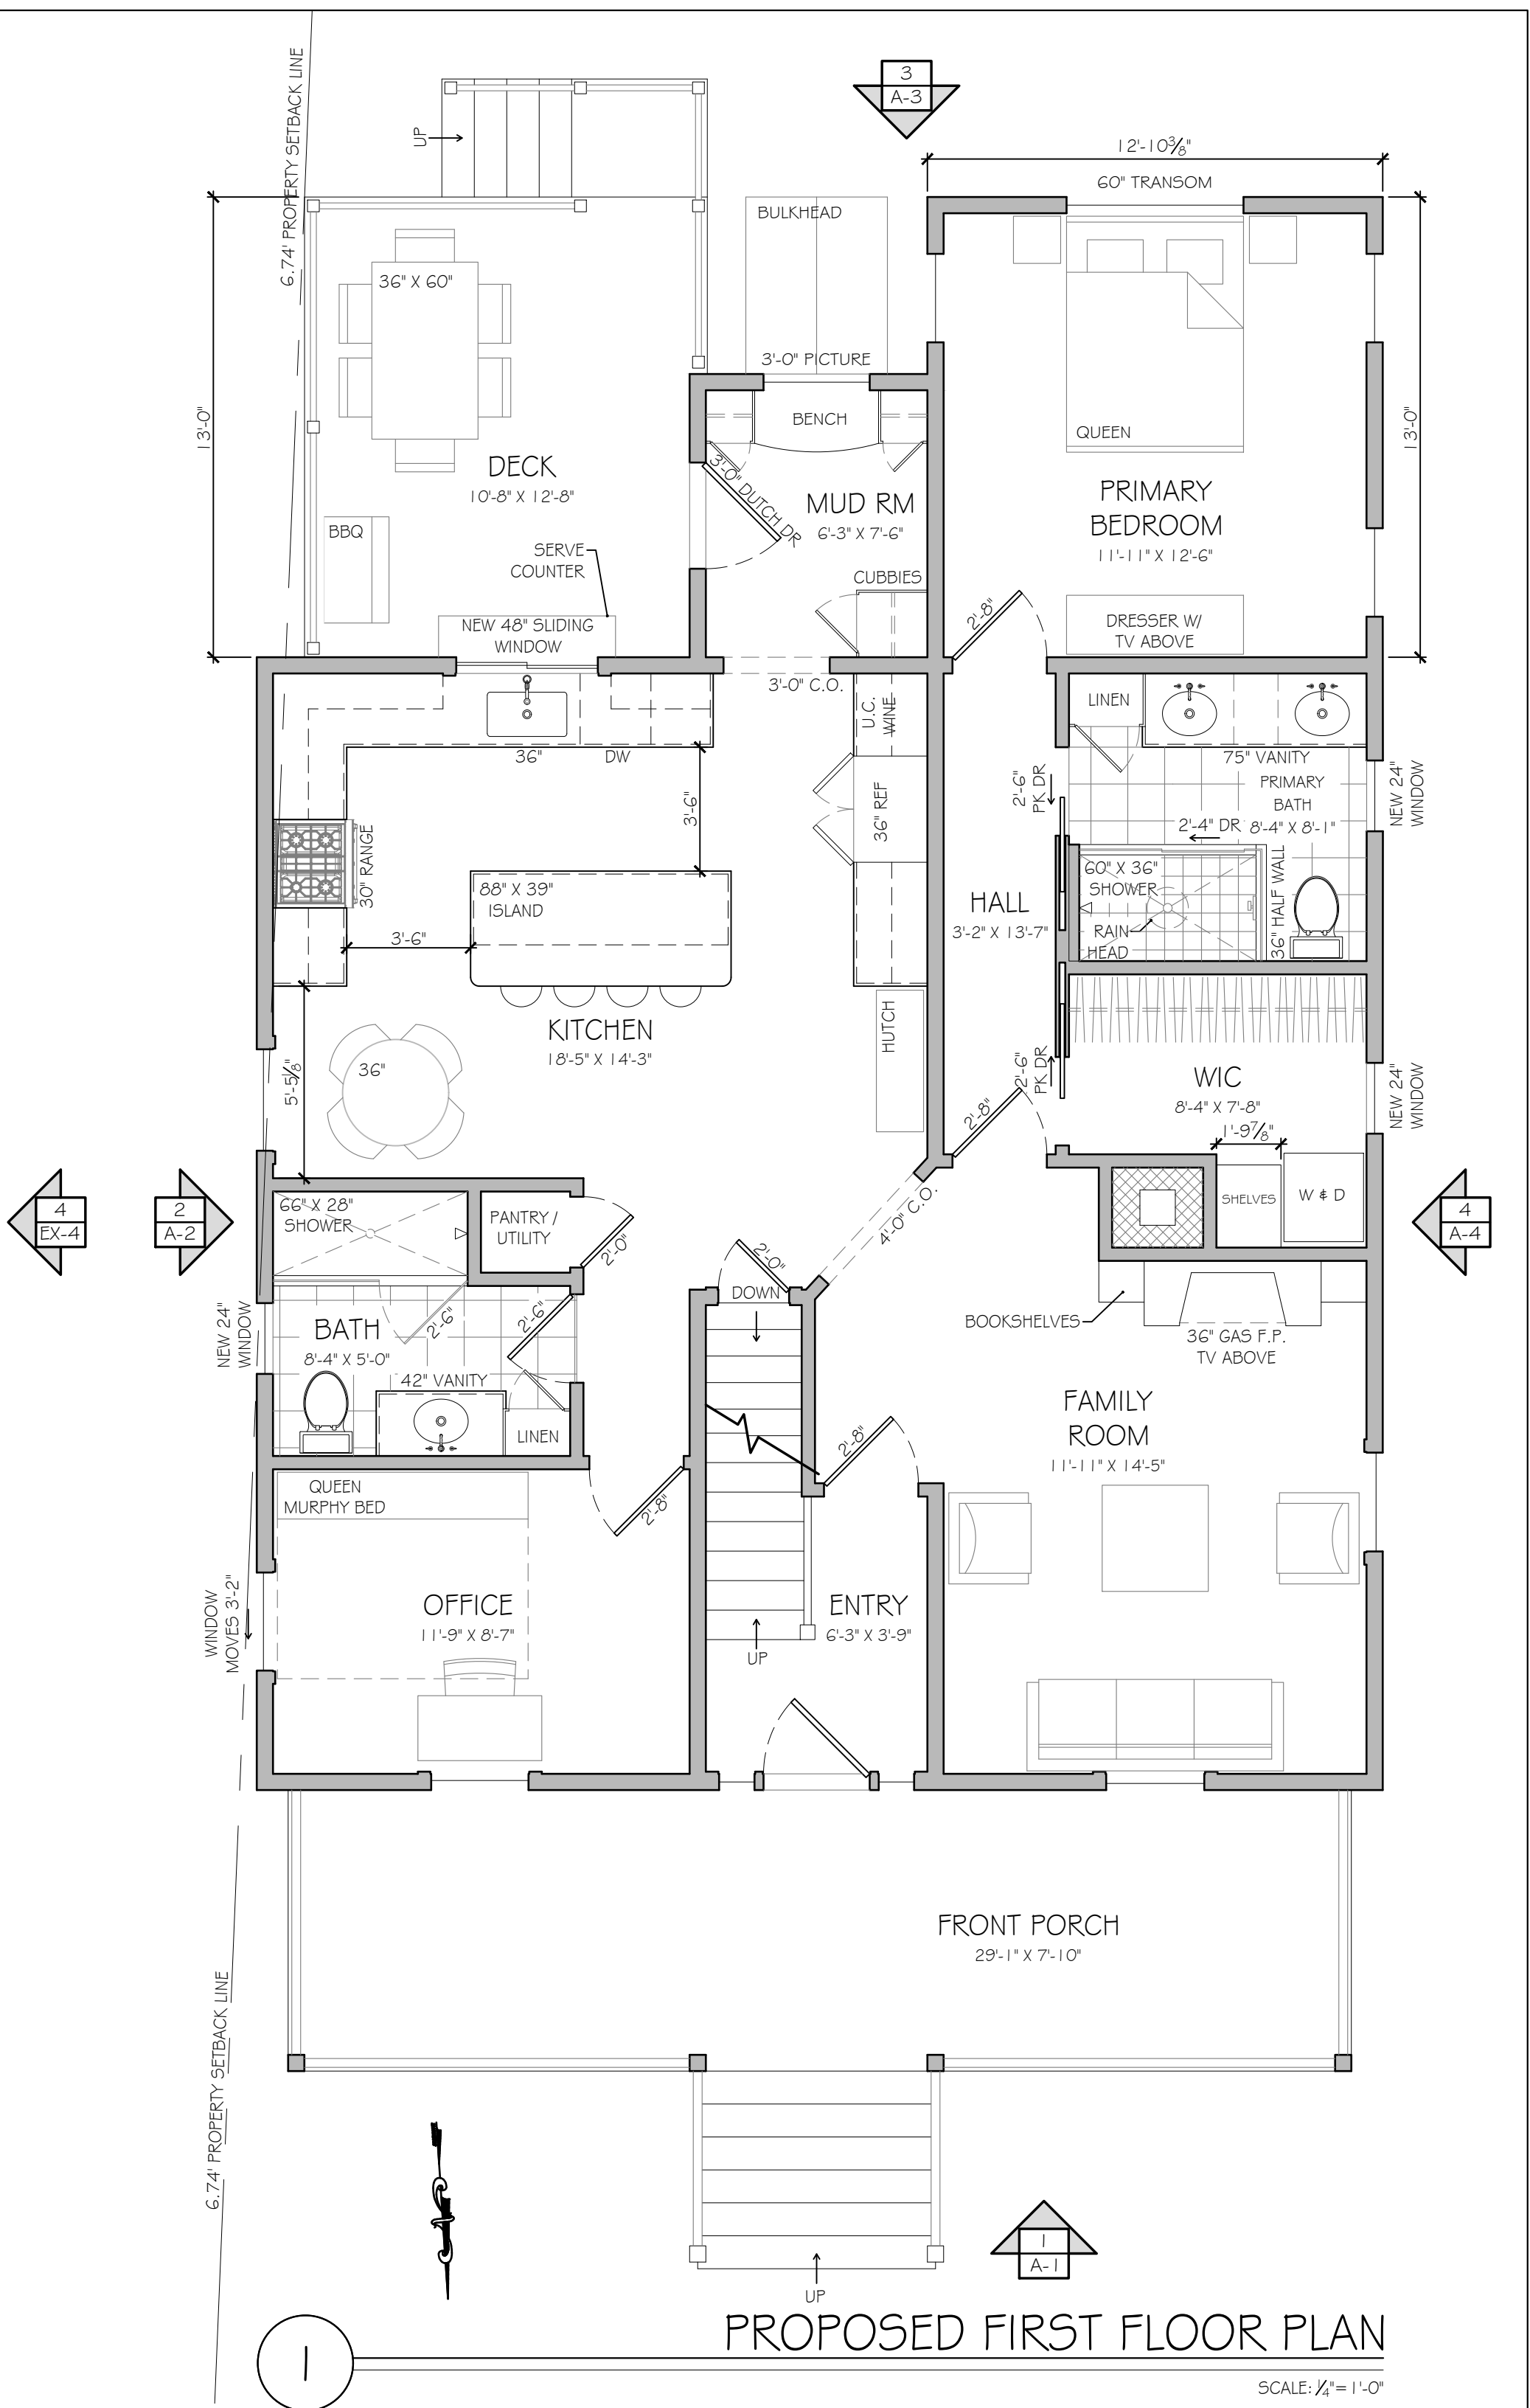 3
A-3
6.74' PROPERTY SETBACK LINE
UP
12'-10 3/8"
60" TRANSOM
BULKHEAD
36" X 60"
13'-0"
3'-0" PICTURE
BENCH
QUEEN
13'-0"
DECK
10'-8" X 12'-8"
3'-0" DUTCH DR
MUD RM
6'-3" X 7'-6"
PRIMARY
BEDROOM
11'-11" X 12'-6"
BBQ
SERVE
COUNTER
CUBBIES
NEW 48" SLIDING
WINDOW
2'-8"
DRESSER W/
TV ABOVE
3'-0" C.O.
U.C.
WINE
LINEN
36"
DW
75" VANITY
2'-6"
PK DR
PRIMARY
BATH
8'-4" X 8'-1"
NEW 24"
WINDOW
3'-6"
36" REF
2'-4" DR
30" RANGE
88" X 39"
ISLAND
60" X 36"
SHOWER
36" HALF WALL
HALL
3'-2" X 13'-7"
RAIN
HEAD
3'-6"
KITCHEN
18'-5" X 14'-3"
HUTCH
36"
5'-5 1/8"
2'-6"
PK DR
WIC
8'-4" X 7'-8"
NEW 24"
WINDOW
2'-8"
1'-9 7/8"
4
EX-4
2
A-2
66" X 28"
SHOWER
PANTRY /
UTILITY
2'-0"
4'-0" C.O.
SHELVES
W & D
4
A-4
2'-0"
DOWN
NEW 24"
WINDOW
BATH
8'-4" X 5'-0"
2'-6"
2'-6"
BOOKSHELVES
36" GAS F.P.
TV ABOVE
42" VANITY
LINEN
FAMILY
ROOM
11'-11" X 14'-5"
2'-8"
QUEEN
MURPHY BED
2'-8"
WINDOW
MOVES 3'-2"
OFFICE
11'-9" X 8'-7"
ENTRY
6'-3" X 3'-9"
UP
FRONT PORCH
29'-1" X 7'-10"
6.74' PROPERTY SETBACK LINE
1
A-1
UP
PROPOSED FIRST FLOOR PLAN
1
SCALE: 1/4"= 1'-0"